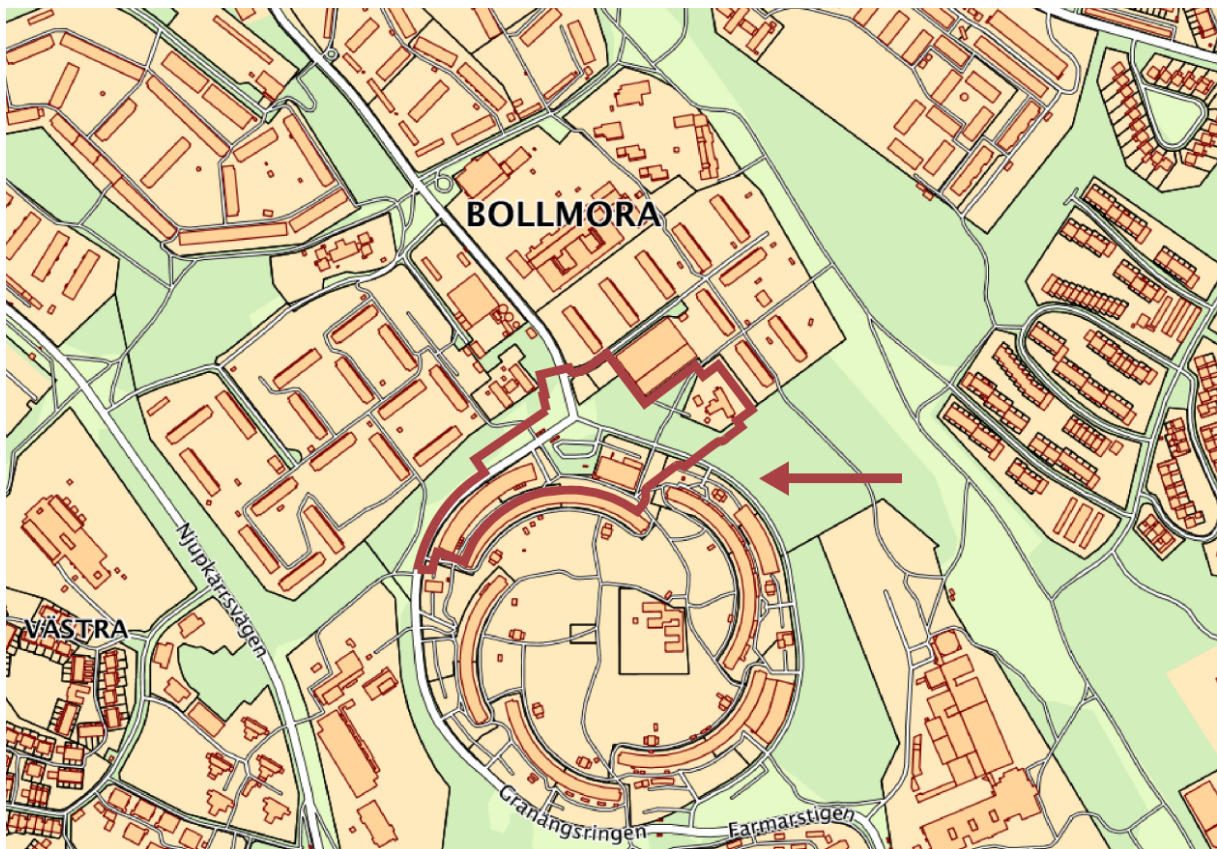 BOLLMORA
Njupkärrsvägen
VÄSTRA
Granängsringen
Farmarstigen